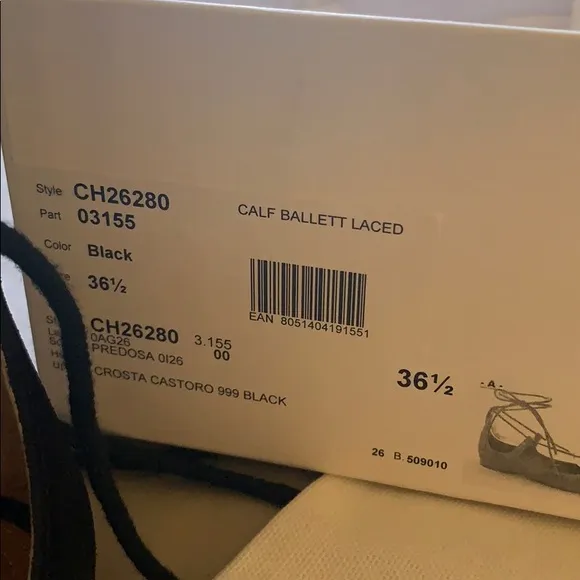 Style CH26280
Part 03155
CALF BALLETT LACED
Color Black
36½
EAN 8051404191551
CH26280 3.155
0AG26 00
PREDOSA 0I26
CROSTA CASTORO 999 BLACK
36½
26 B. 509010